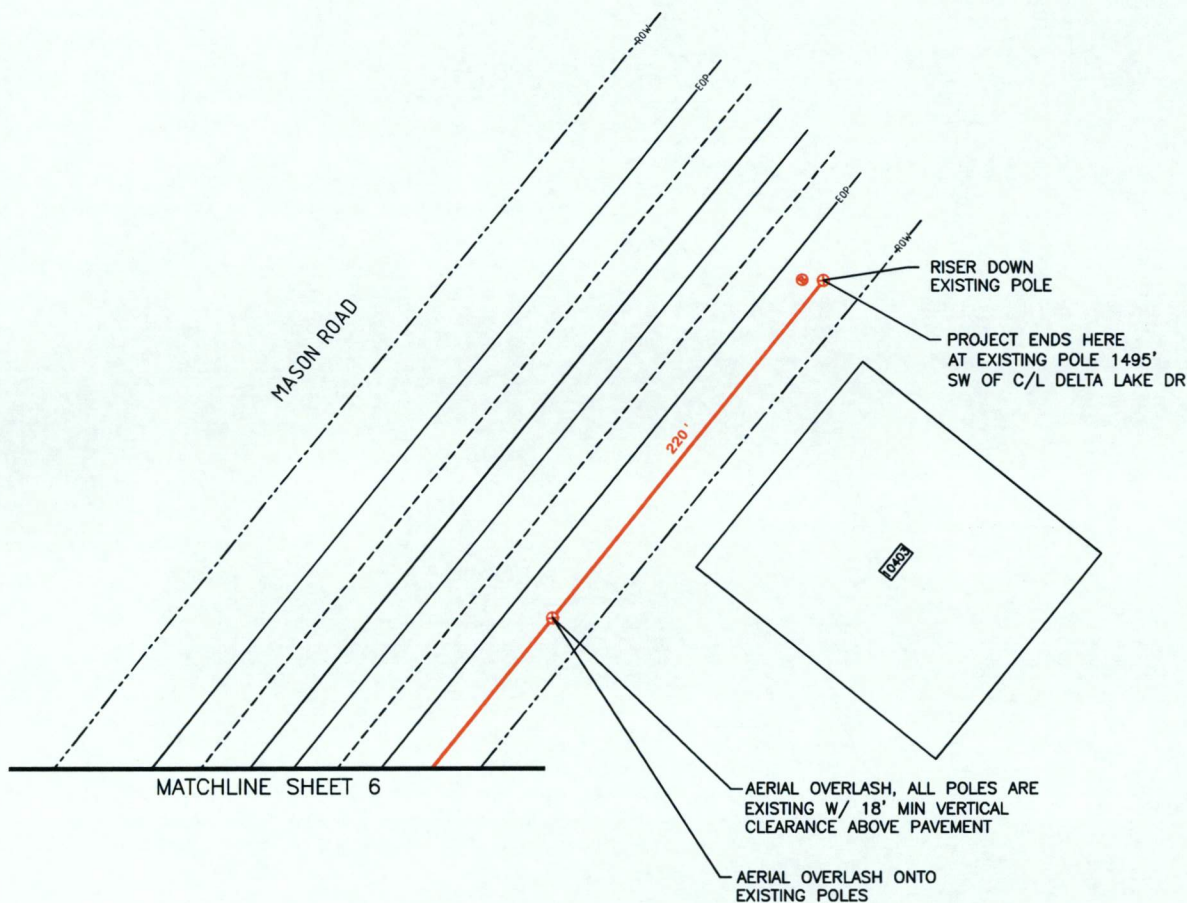 ROW
EOP
EOP
ROW
MASON ROAD
RISER DOWN
EXISTING POLE
PROJECT ENDS HERE
AT EXISTING POLE 1495'
SW OF C/L DELTA LAKE DR
220'
10403
MATCHLINE SHEET 6
AERIAL OVERLASH, ALL POLES ARE
EXISTING W/ 18' MIN VERTICAL
CLEARANCE ABOVE PAVEMENT
AERIAL OVERLASH ONTO
EXISTING POLES